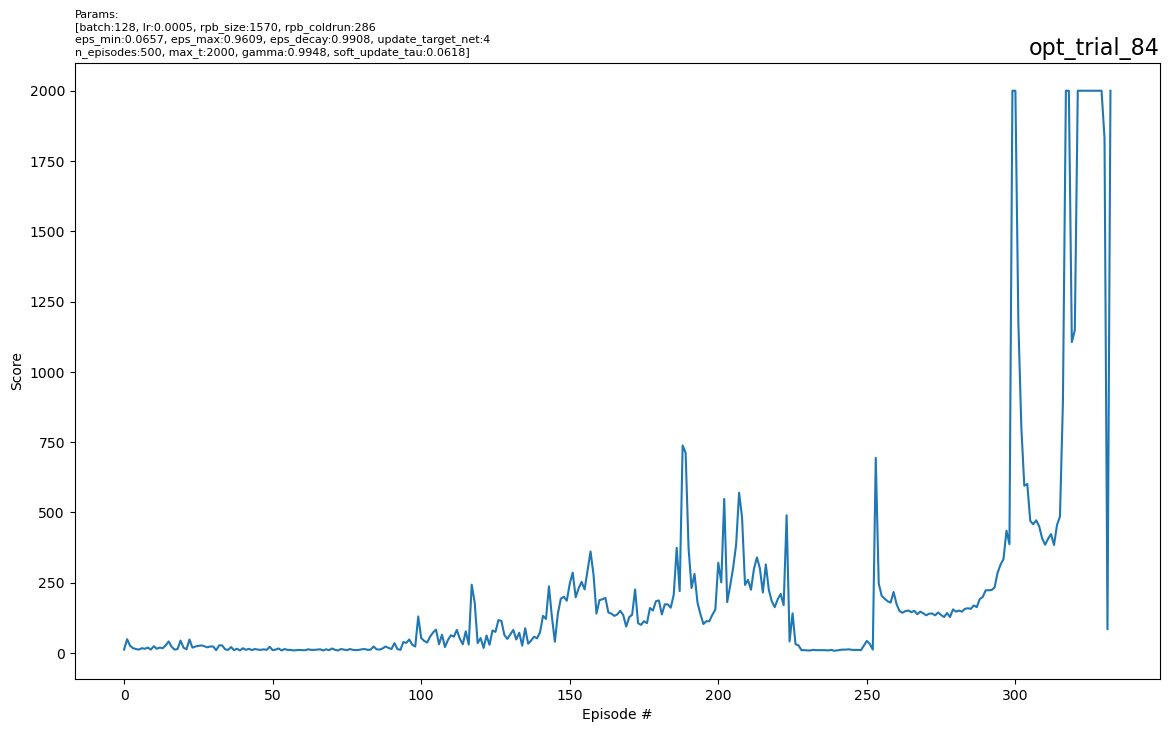 Params:
[batch:128, lr:0.0005, rpb_size:1570, rpb_coldrun:286
eps_min:0.0657, eps_max:0.9609, eps_decay:0.9908, update_target_net:4
n_episodes:500, max_t:2000, gamma:0.9948, soft_update_tau:0.0618]
opt_trial_84
2000
1750
1500
1250
1000
750
500
250
0
Score
0 50 100 150 200 250 300
Episode #